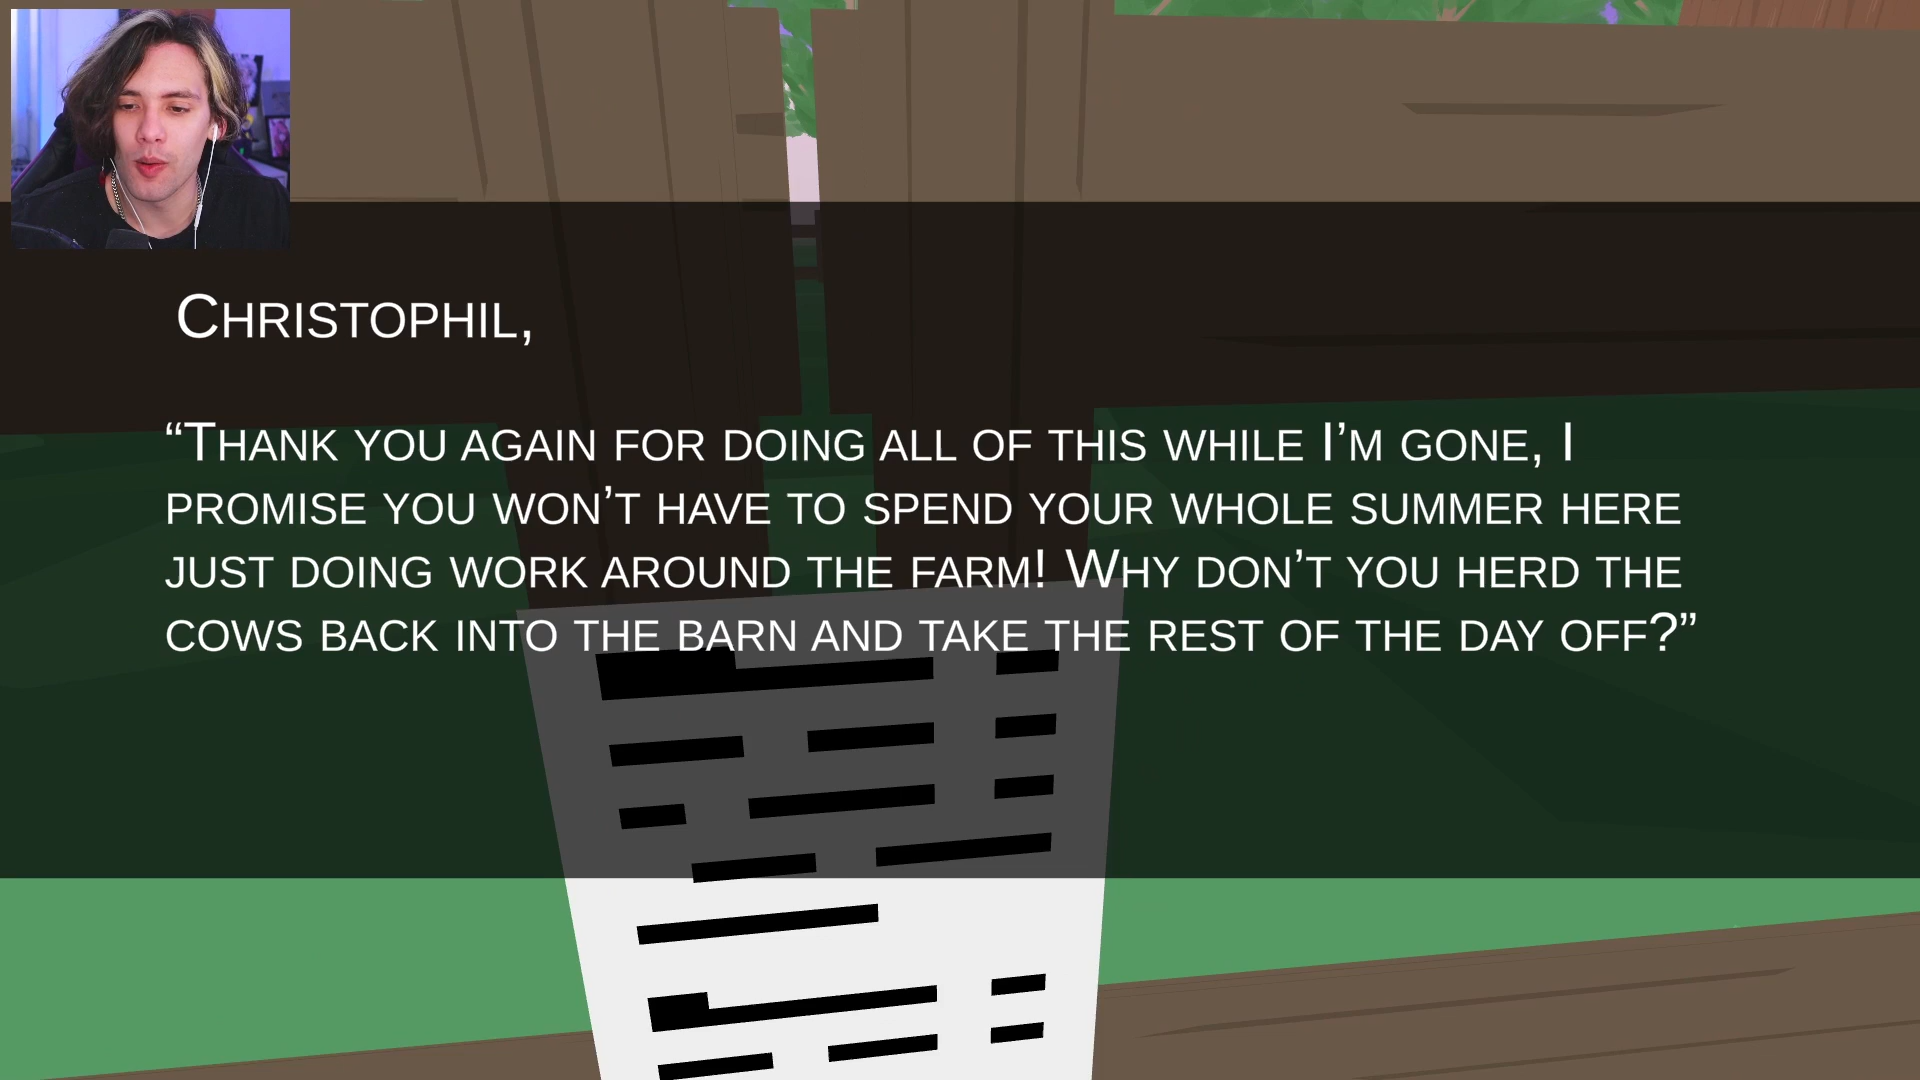 Christophil,
“Thank you again for doing all of this while I’m gone, I
promise you won’t have to spend your whole summer here
just doing work around the farm! Why don’t you herd the
cows back into the barn and take the rest of the day off?”